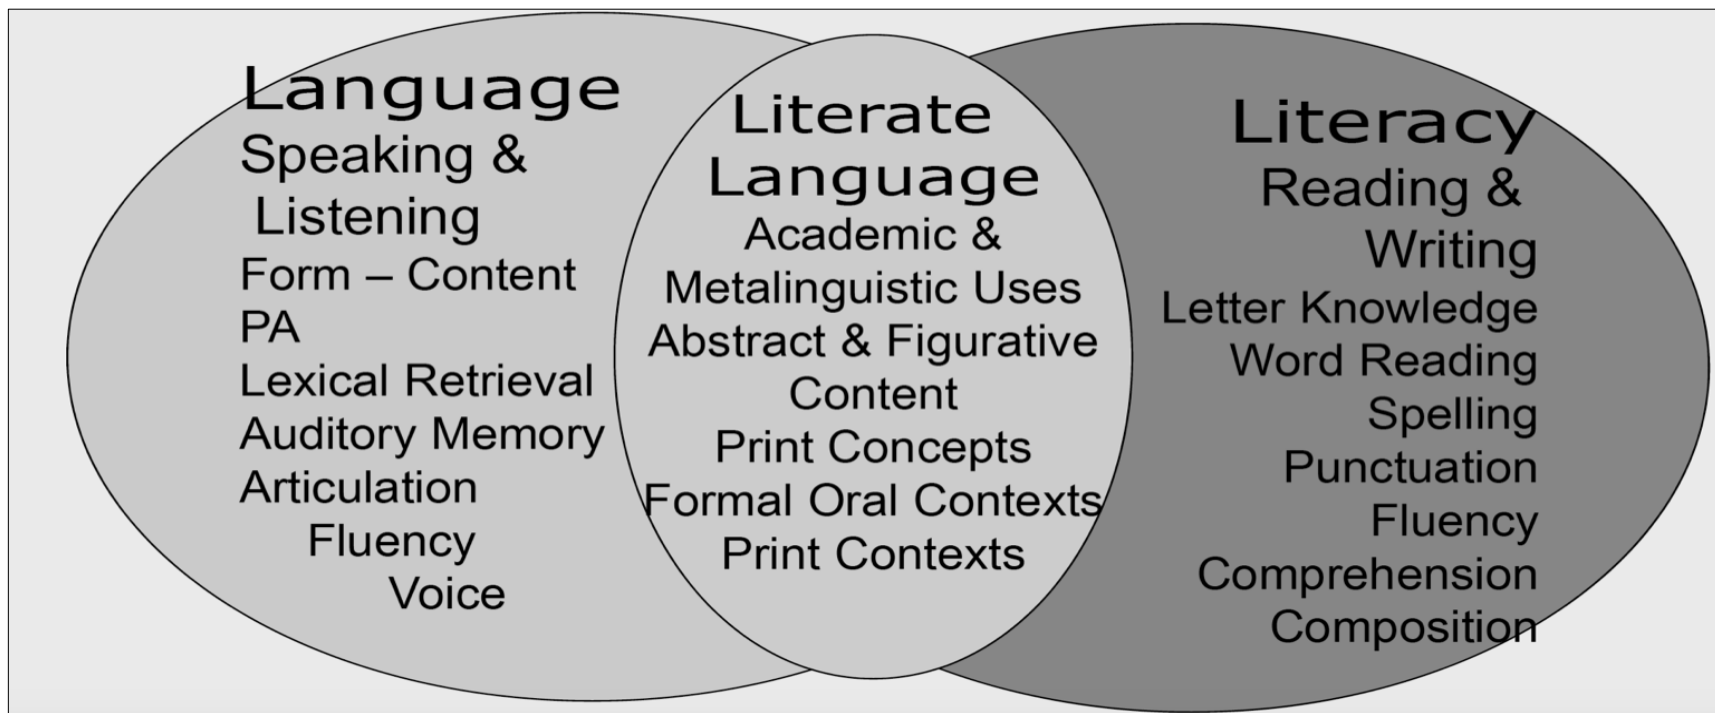 Language
Speaking &
Listening
Form – Content
PA
Lexical Retrieval
Auditory Memory
Articulation
Fluency
Voice
Literate
Language
Academic &
Metalinguistic Uses
Abstract & Figurative
Content
Print Concepts
Formal Oral Contexts
Print Contexts
Literacy
Reading &
Writing
Letter Knowledge
Word Reading
Spelling
Punctuation
Fluency
Comprehension
Composition